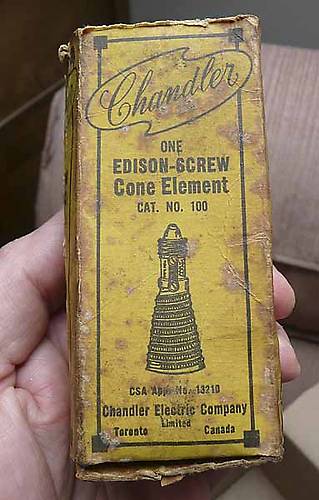 Chandler
ONE
EDISON-SCREW
Cone Element
CAT. NO. 100
CSA App. No. 13210
Chandler Electric Company
Limited
Toronto Canada